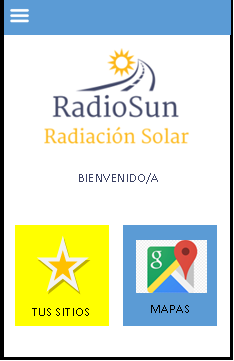 RadioSun
Radiación Solar
BIENVENIDO/A
g
TUS SITIOS
MAPAS